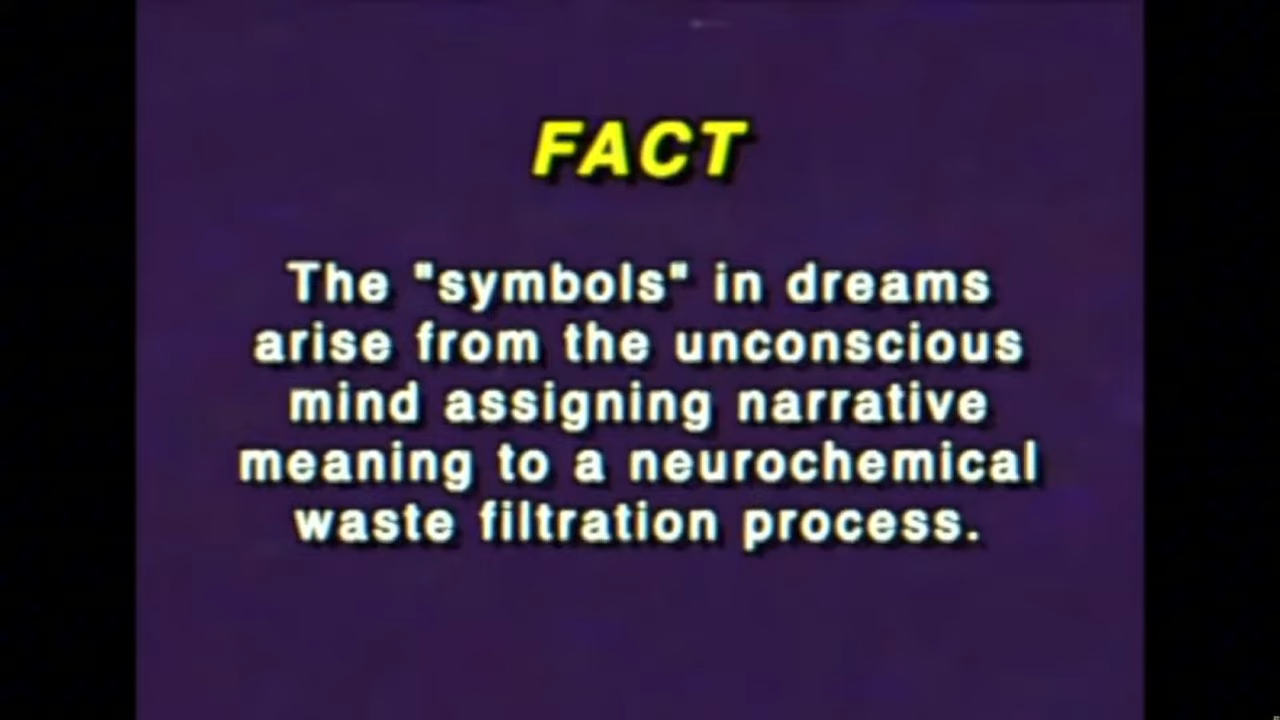 FACT
The "symbols" in dreams
arise from the unconscious
mind assigning narrative
meaning to a neurochemical
waste filtration process.